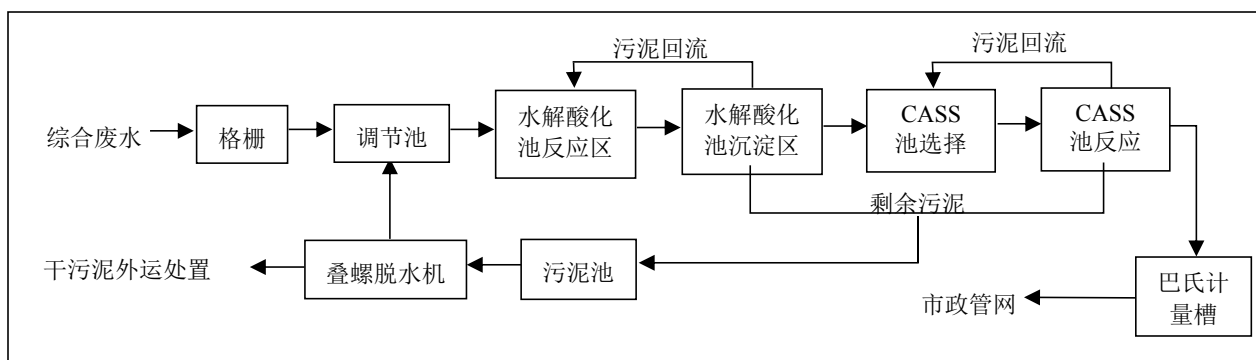 污泥回流
污泥回流
综合废水
格栅
调节池
水解酸化
池反应区
水解酸化
池沉淀区
CASS
池选择
CASS
池反应
剩余污泥
干污泥外运处置
叠螺脱水机
污泥池
市政管网
巴氏计
量槽